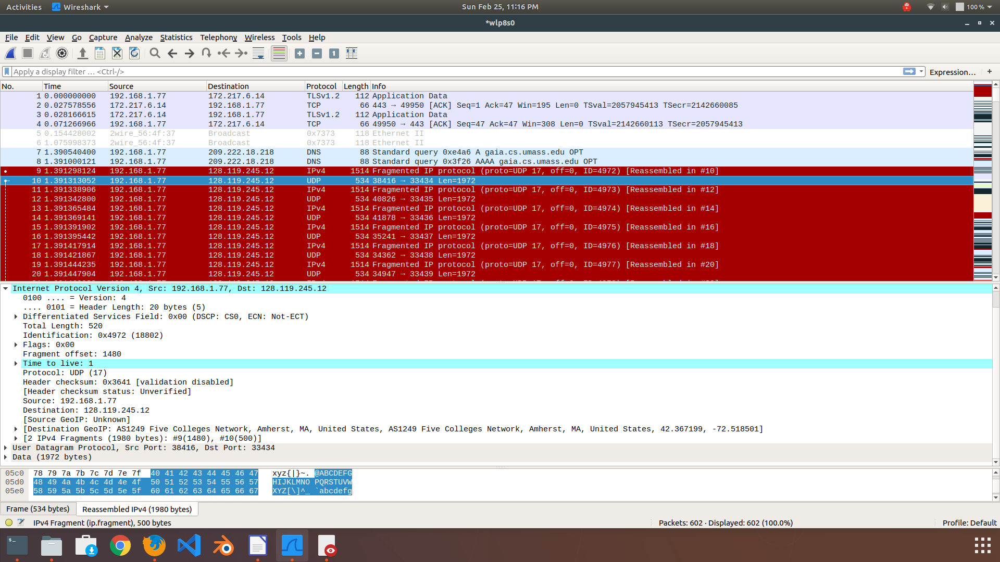 Activities Wireshark Sun Feb 25, 11:16 PM 100 %
*wlp8s0
File Edit View Go Capture Analyze Statistics Telephony Wireless Tools Help
Apply a display filter … <Ctrl-/> Expression… +
No. Time Source Destination Protocol Length Info
1 0.000000000 192.168.1.77 172.217.6.14 TLSv1.2 112 Application Data
2 0.027578556 172.217.6.14 192.168.1.77 TCP 66 443 → 49950 [ACK] Seq=1 Ack=47 Win=195 Len=0 TSval=2057945413 TSecr=2142660085
3 0.028166615 172.217.6.14 192.168.1.77 TLSv1.2 112 Application Data
4 0.071266966 192.168.1.77 172.217.6.14 TCP 66 49950 → 443 [ACK] Seq=47 Ack=47 Win=308 Len=0 TSval=2142660113 TSecr=2057945413
5 0.154428002 2wire_56:4f:37 Broadcast 0x7373 118 Ethernet II
6 1.075998373 2wire_56:4f:37 Broadcast 0x7373 118 Ethernet II
7 1.390540400 192.168.1.77 209.222.18.218 DNS 88 Standard query 0xe4a6 A gaia.cs.umass.edu OPT
8 1.391000121 192.168.1.77 209.222.18.218 DNS 88 Standard query 0x3f26 AAAA gaia.cs.umass.edu OPT
9 1.391298124 192.168.1.77 128.119.245.12 IPv4 1514 Fragmented IP protocol (proto=UDP 17, off=0, ID=4972) [Reassembled in #10]
10 1.391313052 192.168.1.77 128.119.245.12 UDP 534 38416 → 33434 Len=1972
11 1.391338906 192.168.1.77 128.119.245.12 IPv4 1514 Fragmented IP protocol (proto=UDP 17, off=0, ID=4973) [Reassembled in #12]
12 1.391342800 192.168.1.77 128.119.245.12 UDP 534 40826 → 33435 Len=1972
13 1.391365484 192.168.1.77 128.119.245.12 IPv4 1514 Fragmented IP protocol (proto=UDP 17, off=0, ID=4974) [Reassembled in #14]
14 1.391369141 192.168.1.77 128.119.245.12 UDP 534 41878 → 33436 Len=1972
15 1.391391902 192.168.1.77 128.119.245.12 IPv4 1514 Fragmented IP protocol (proto=UDP 17, off=0, ID=4975) [Reassembled in #16]
16 1.391395442 192.168.1.77 128.119.245.12 UDP 534 35241 → 33437 Len=1972
17 1.391417914 192.168.1.77 128.119.245.12 IPv4 1514 Fragmented IP protocol (proto=UDP 17, off=0, ID=4976) [Reassembled in #18]
18 1.391421867 192.168.1.77 128.119.245.12 UDP 534 34362 → 33438 Len=1972
19 1.391444235 192.168.1.77 128.119.245.12 IPv4 1514 Fragmented IP protocol (proto=UDP 17, off=0, ID=4977) [Reassembled in #20]
20 1.391447904 192.168.1.77 128.119.245.12 UDP 534 34947 → 33439 Len=1972
Internet Protocol Version 4, Src: 192.168.1.77, Dst: 128.119.245.12
0100 .... = Version: 4
.... 0101 = Header Length: 20 bytes (5)
Differentiated Services Field: 0x00 (DSCP: CS0, ECN: Not-ECT)
Total Length: 520
Identification: 0x4972 (18802)
Flags: 0x00
Fragment offset: 1480
Time to live: 1
Protocol: UDP (17)
Header checksum: 0x3641 [validation disabled]
[Header checksum status: Unverified]
Source: 192.168.1.77
Destination: 128.119.245.12
[Source GeoIP: Unknown]
[Destination GeoIP: AS1249 Five Colleges Network, Amherst, MA, United States, AS1249 Five Colleges Network, Amherst, MA, United States, 42.367199, -72.518501]
[2 IPv4 Fragments (1980 bytes): #9(1480), #10(500)]
User Datagram Protocol, Src Port: 38416, Dst Port: 33434
Data (1972 bytes)
05c0 78 79 7a 7b 7c 7d 7e 7f 40 41 42 43 44 45 46 47 xyz{|}~. @ABCDEFG
05d0 48 49 4a 4b 4c 4d 4e 4f 50 51 52 53 54 55 56 57 HIJKLMNO PQRSTUVW
05e0 58 59 5a 5b 5c 5d 5e 5f 60 61 62 63 64 65 66 67 XYZ[\]^_ `abcdefg
Frame (534 bytes) Reassembled IPv4 (1980 bytes)
IPv4 Fragment (ip.fragment), 500 bytes Packets: 602 · Displayed: 602 (100.0%) Profile: Default